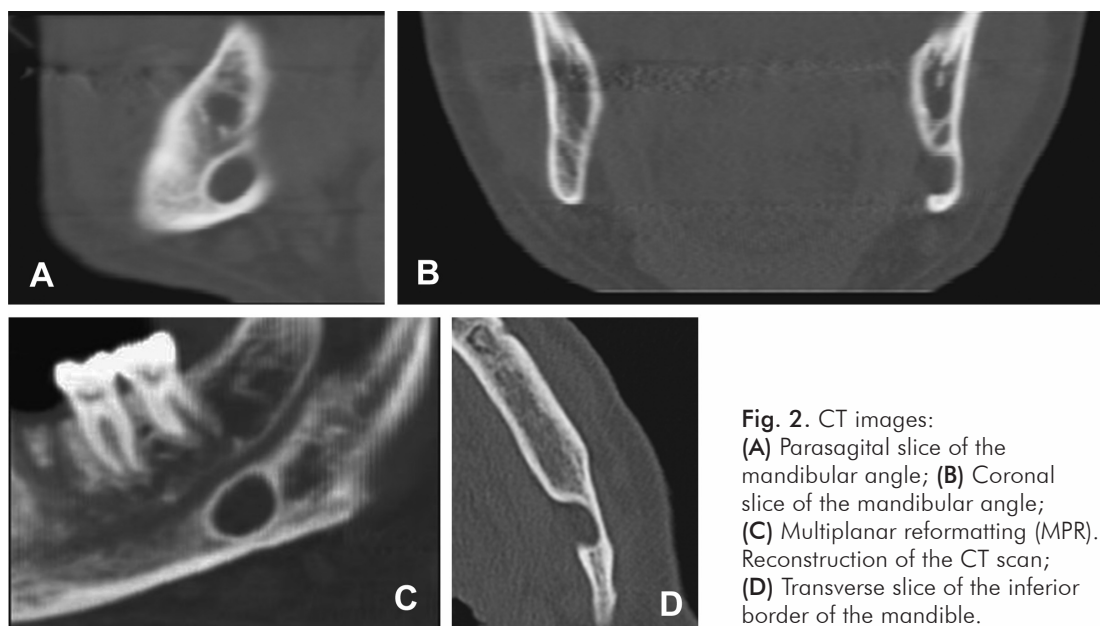 A
B
C
D
Fig. 2. CT images:
(A) Parasagital slice of the
mandibular angle; (B) Coronal
slice of the mandibular angle;
(C) Multiplanar reformatting (MPR).
Reconstruction of the CT scan;
(D) Transverse slice of the inferior
border of the mandible.